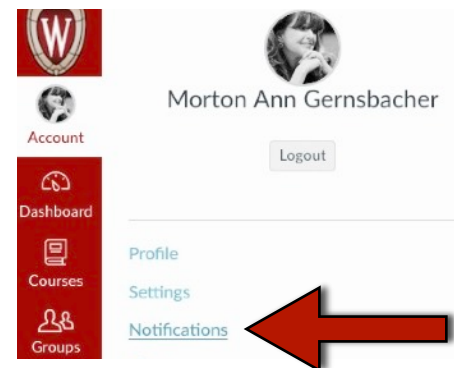 W
Morton Ann Gernsbacher
Account
Logout
Dashboard
Profile
Courses
Settings
Notifications
Groups